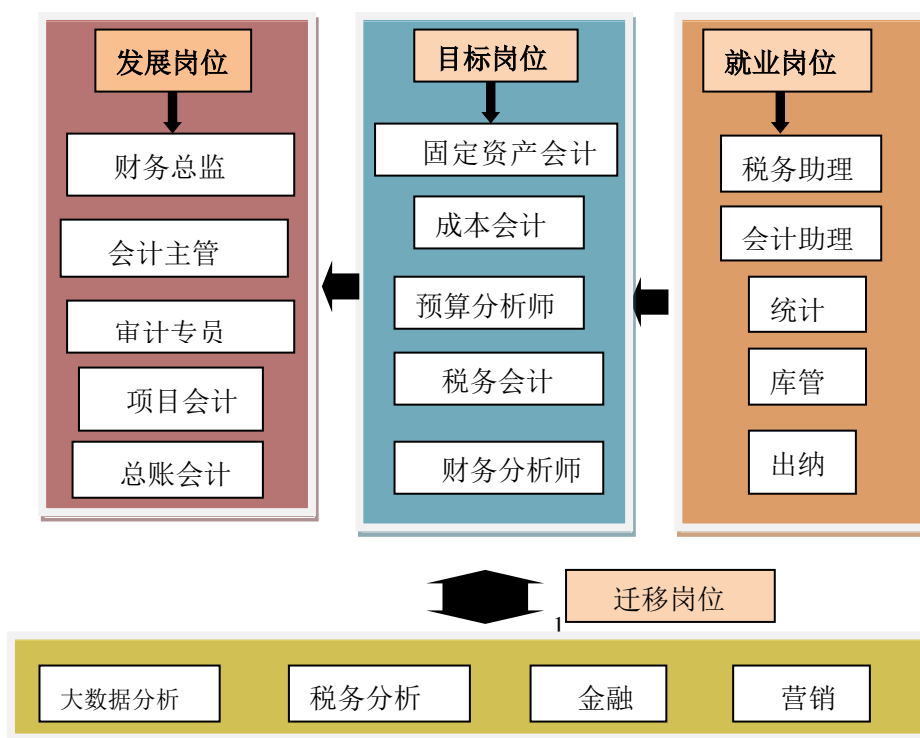 发展岗位
财务总监
会计主管
审计专员
项目会计
总账会计
目标岗位
固定资产会计
成本会计
预算分析师
税务会计
财务分析师
就业岗位
税务助理
会计助理
统计
库管
出纳
迁移岗位
1
大数据分析
税务分析
金融
营销